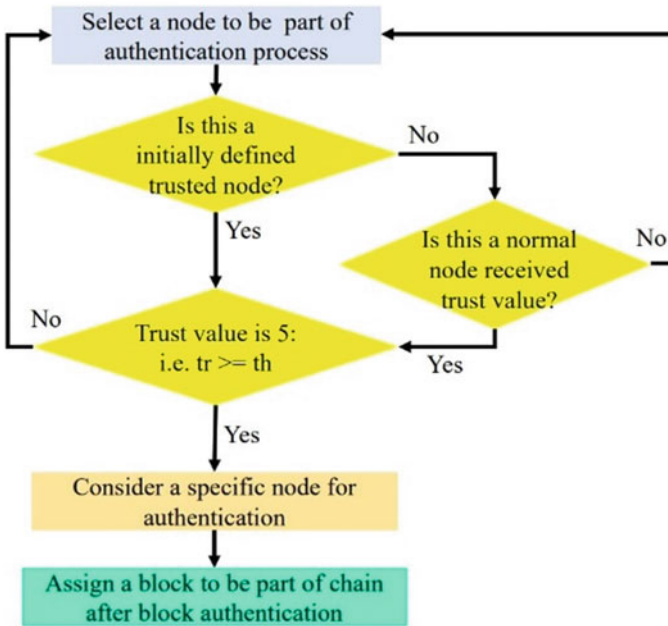 Select a node to be part of
authentication process
Is this a
initially defined
trusted node?
No
Yes
Is this a normal
node received
trust value?
No
No
Trust value is 5:
i.e. tr >= th
Yes
Yes
Consider a specific node for
authentication
Assign a block to be part of chain
after block authentication